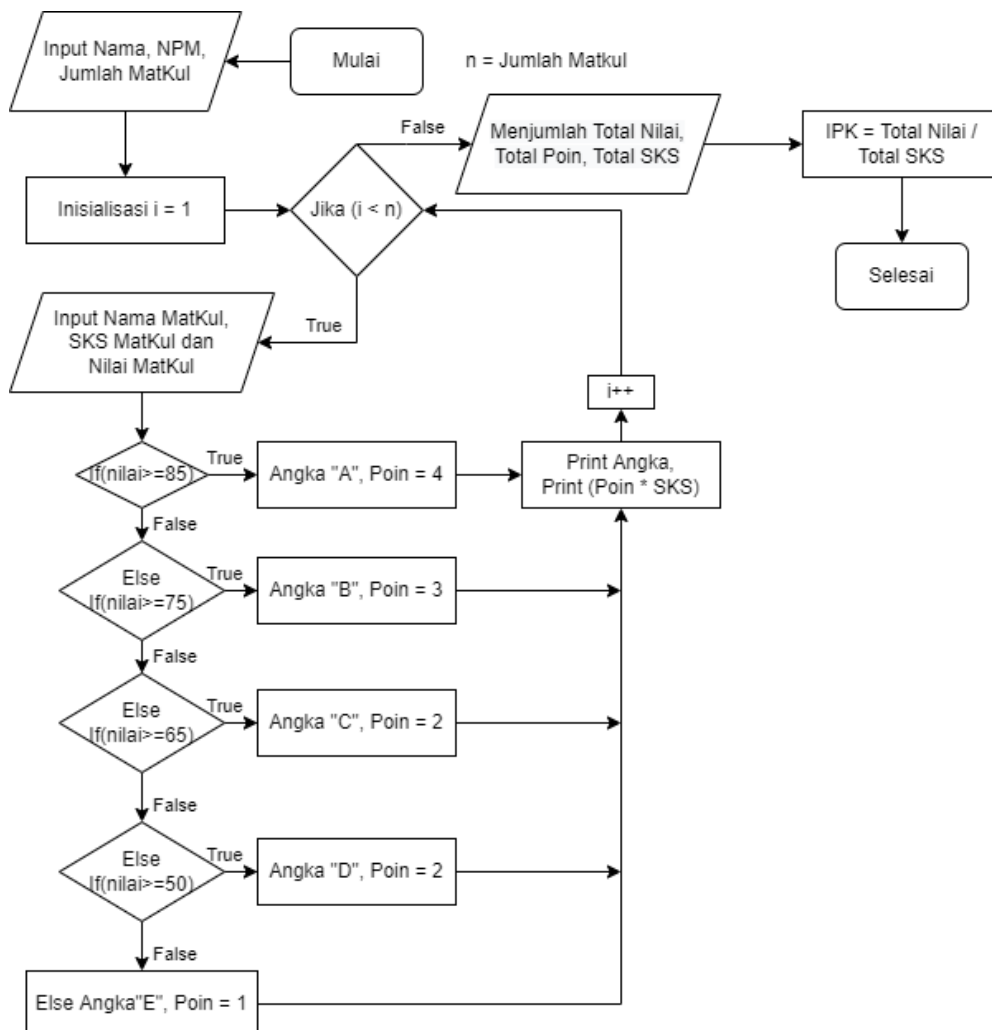 Mulai
Input Nama, NPM,
Jumlah MatKul
n = Jumlah Matkul
Inisialisasi i = 1
Jika (i < n)
False
Menjumlah Total Nilai,
Total Poin, Total SKS
IPK = Total Nilai /
Total SKS
Selesai
True
Input Nama MatKul,
SKS MatKul dan
Nilai MatKul
If(nilai>=85)
True
Angka "A", Poin = 4
Print Angka,
Print (Poin * SKS)
i++
False
Else
If(nilai>=75)
True
Angka "B", Poin = 3
False
Else
If(nilai>=65)
True
Angka "C", Poin = 2
False
Else
If(nilai>=50)
True
Angka "D", Poin = 2
False
Else Angka"E", Poin = 1